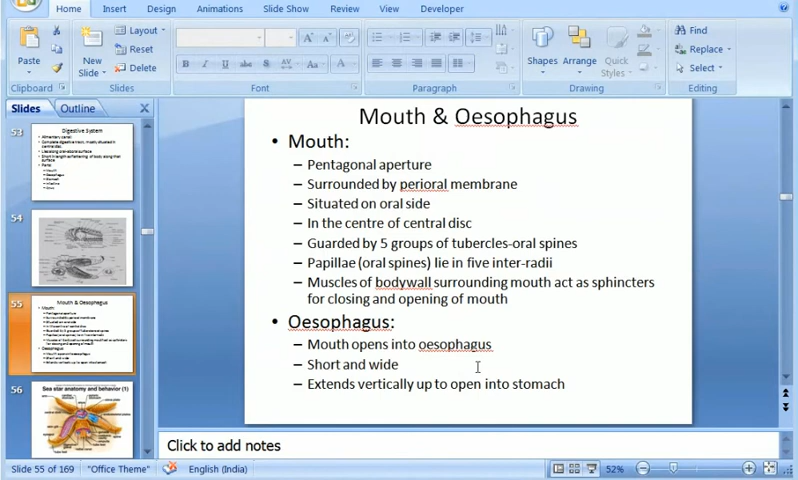 Home Insert Design Animations Slide Show Review View Developer
Paste
Clipboard
New
Slide
Layout
Reset
Delete
Slides
B I U abe S AV Aa A
Font
Paragraph
Shapes
Arrange
Quick
Styles
Drawing
Find
Replace
Select
Editing
Slides Outline
53
Digestive System
54
55
Mouth & Oesophagus
56
Sea star anatomy and behavior (1)
Mouth & Oesophagus
• Mouth:
– Pentagonal aperture
– Surrounded by perioral membrane
– Situated on oral side
– In the centre of central disc
– Guarded by 5 groups of tubercles-oral spines
– Papillae (oral spines) lie in five inter-radii
– Muscles of bodywall surrounding mouth act as sphincters
for closing and opening of mouth
• Oesophagus:
– Mouth opens into oesophagus
– Short and wide
– Extends vertically up to open into stomach
Click to add notes
Slide 55 of 169 "Office Theme" English (India) 52%